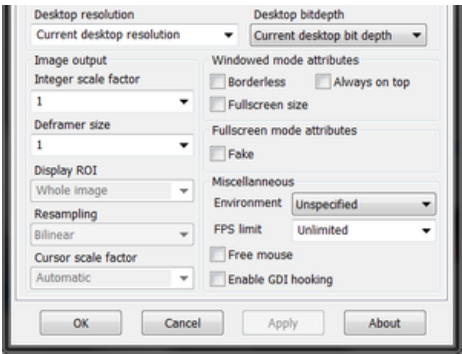 Desktop resolution
Current desktop resolution
Desktop bitdepth
Current desktop bit depth
Image output
Integer scale factor
1
Deframer size
1
Display ROI
Whole image
Resampling
Bilinear
Cursor scale factor
Automatic
Windowed mode attributes
Borderless Always on top
Fullscreen size
Fullscreen mode attributes
Fake
Miscellaneous
Environment Unspecified
FPS limit Unlimited
Free mouse
Enable GDI hooking
OK Cancel Apply About